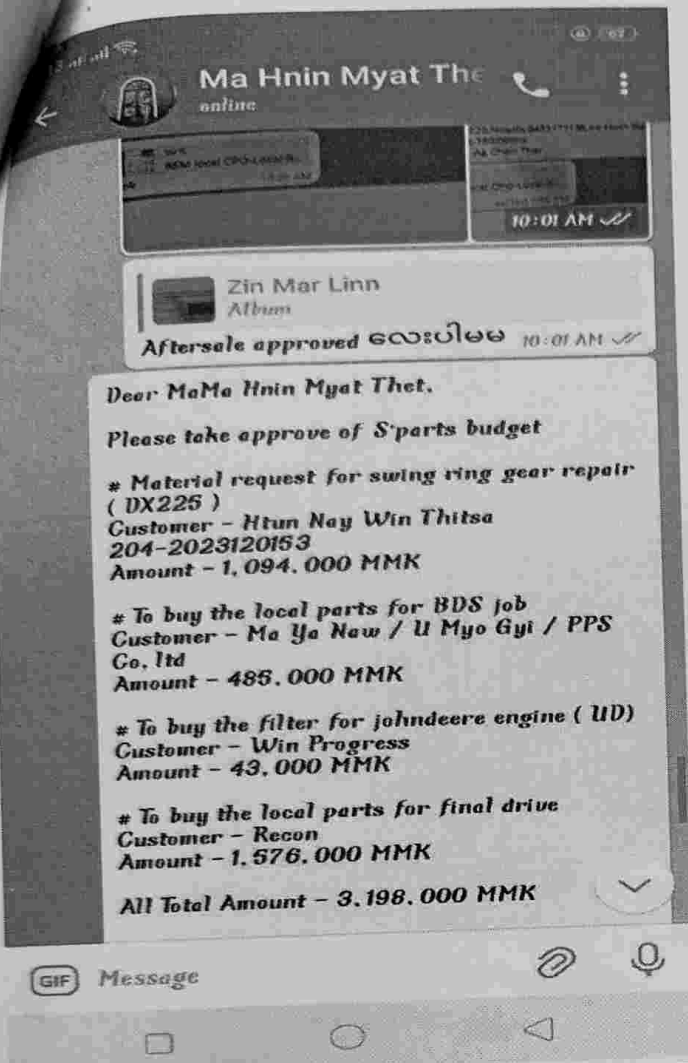 62
Ma Hnin Myat The
online
10:01 AM
Zin Mar Linn
Album
Aftersale approved လေးပါမမ 10:01 AM
Dear MaMa Hnin Myat Thet,
Please take approve of S'parts budget
# Material request for swing ring gear repair
( DX225 )
Customer - Htun Nay Win Thitsa
204-2023120153
Amount - 1,094,000 MMK
# To buy the local parts for BDS job
Customer - Ma Ya Naw / U Myo Gyi / PPS
Co,ltd
Amount - 485,000 MMK
# To buy the filter for johndeere engine ( UD)
Customer - Win Progress
Amount - 43,000 MMK
# To buy the local parts for final drive
Customer - Recon
Amount - 1,576,000 MMK
All Total Amount - 3,198,000 MMK
GIF Message